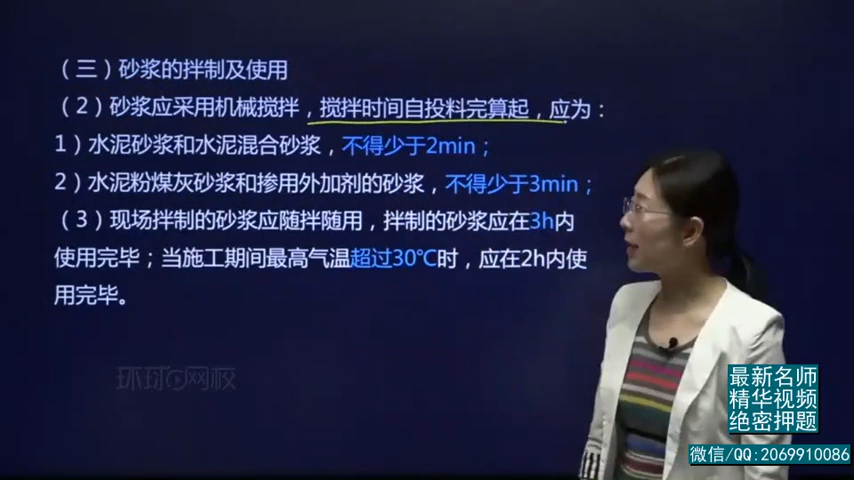 （三）砂浆的拌制及使用
（2）砂浆应采用机械搅拌，搅拌时间自投料完算起，应为：
1）水泥砂浆和水泥混合砂浆，不得少于2min；
2）水泥粉煤灰砂浆和掺用外加剂的砂浆，不得少于3min；
（3）现场拌制的砂浆应随拌随用，拌制的砂浆应在3h内
使用完毕；当施工期间最高气温超过30℃时，应在2h内使
用完毕。
环球网校
最新名师
精华视频
绝密押题
微信/QQ:2069910086